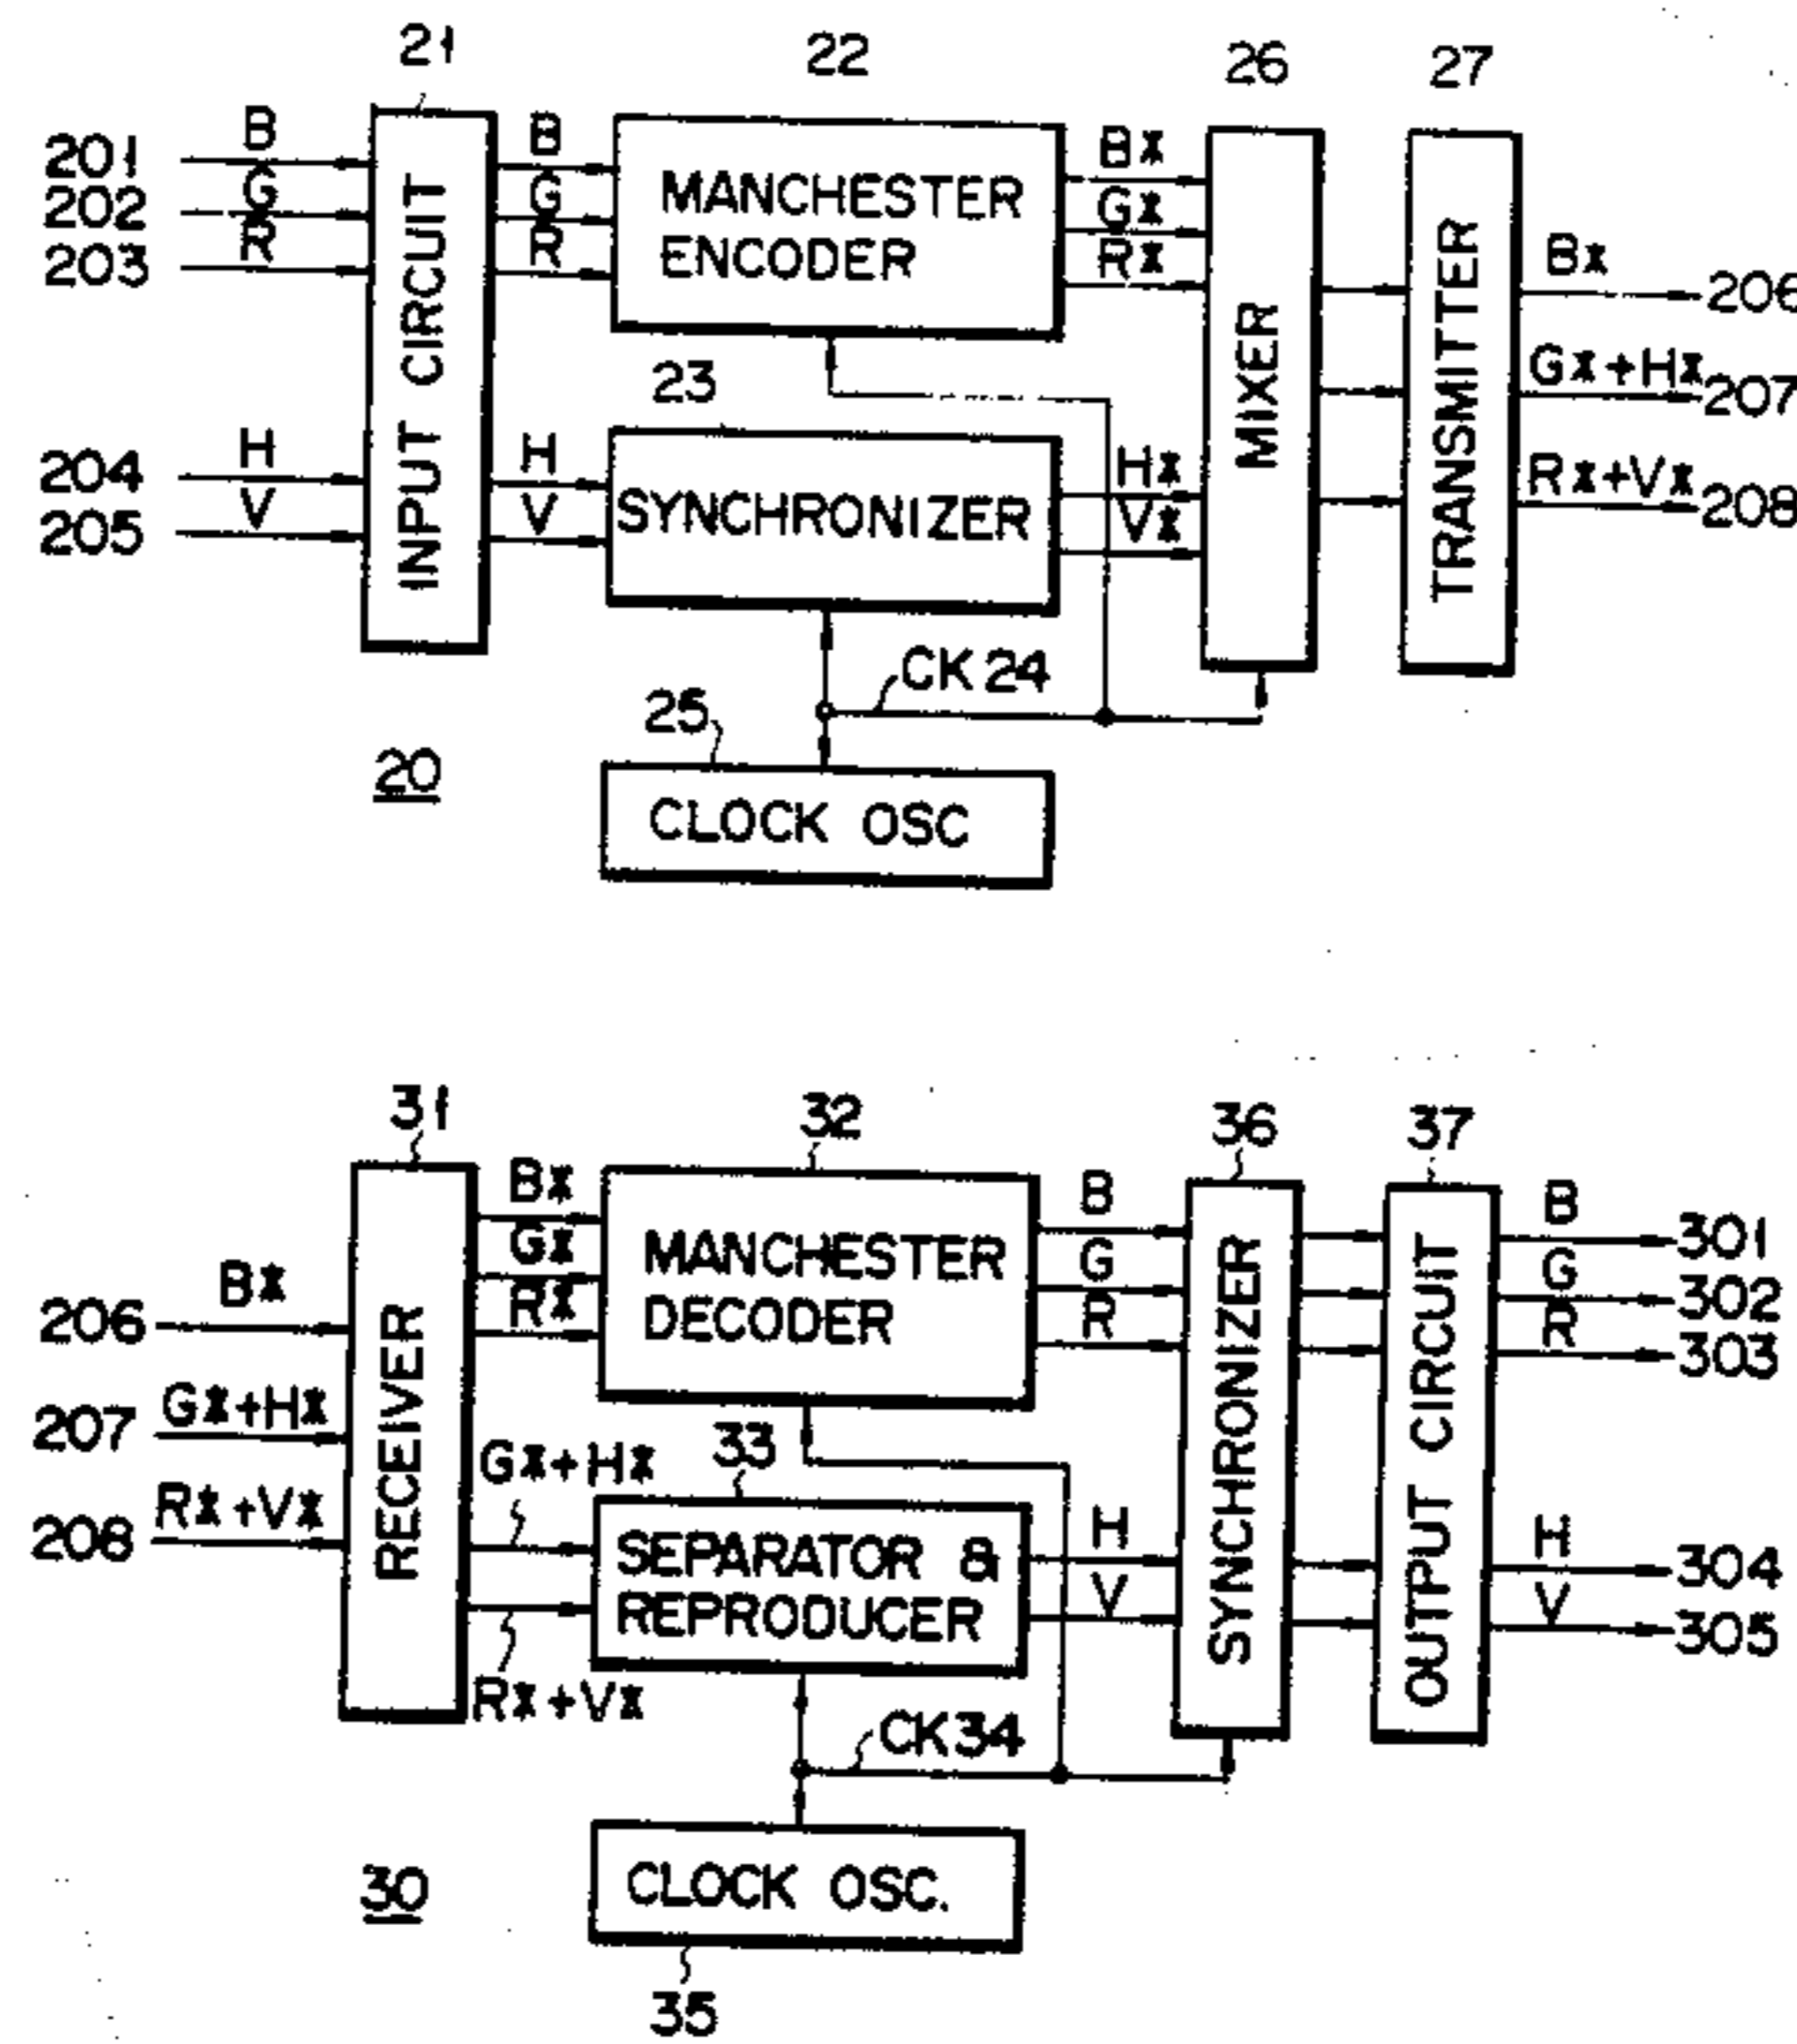 21
22
26
27
201 B
202 G
203 R
B
G
R
INPUT CIRCUIT
MANCHESTER
ENCODER
B*
G*
R*
MIXER
TRANSMITTER
B* 206
G*+H* 207
R*+V* 208
23
204 H
205 V
H
V
SYNCHRONIZER
H*
V*
CK24
25
20
CLOCK OSC
31
32
36
37
206 B*
207 G*+H*
208 R*+V*
RECEIVER
B*
G*
R*
MANCHESTER
DECODER
B
G
R
SYNCHRONIZER
OUTPUT CIRCUIT
B 301
G 302
R 303
33
G*+H*
R*+V*
SEPARATOR &
REPRODUCER
H
V
H 304
V 305
CK34
30
CLOCK OSC.
35